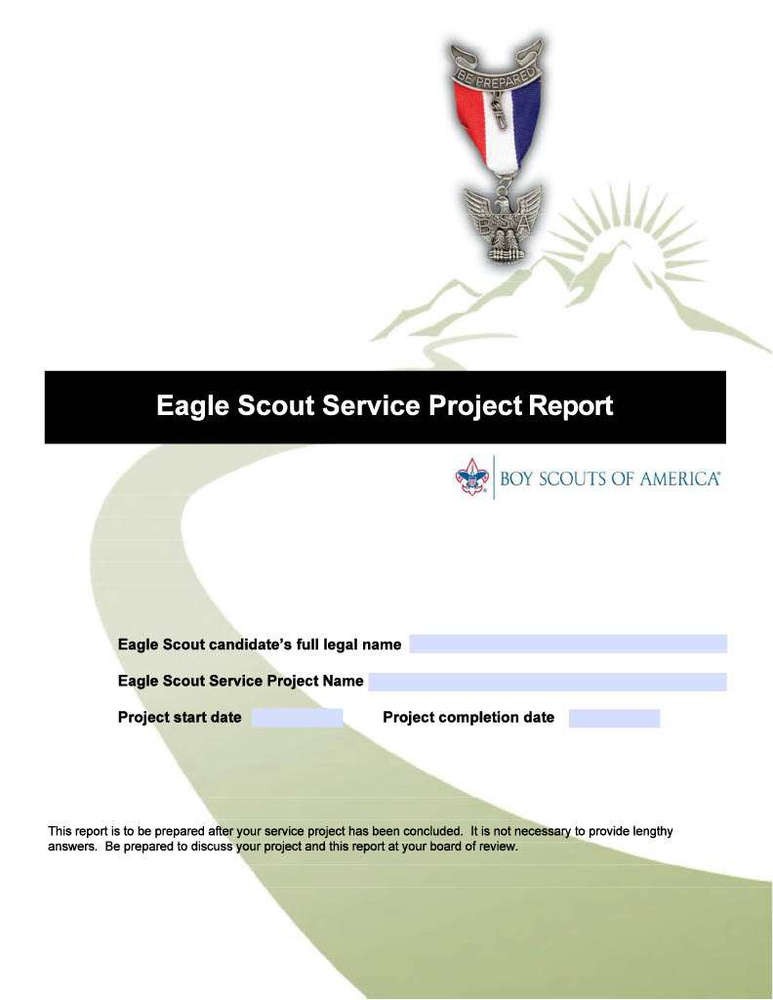 BE PREPARED
BSA
Eagle Scout Service Project Report
BOY SCOUTS OF AMERICA®
Eagle Scout candidate’s full legal name
Eagle Scout Service Project Name
Project start date Project completion date
This report is to be prepared after your service project has been concluded.  It is not necessary to provide lengthy
answers.  Be prepared to discuss your project and this report at your board of review.